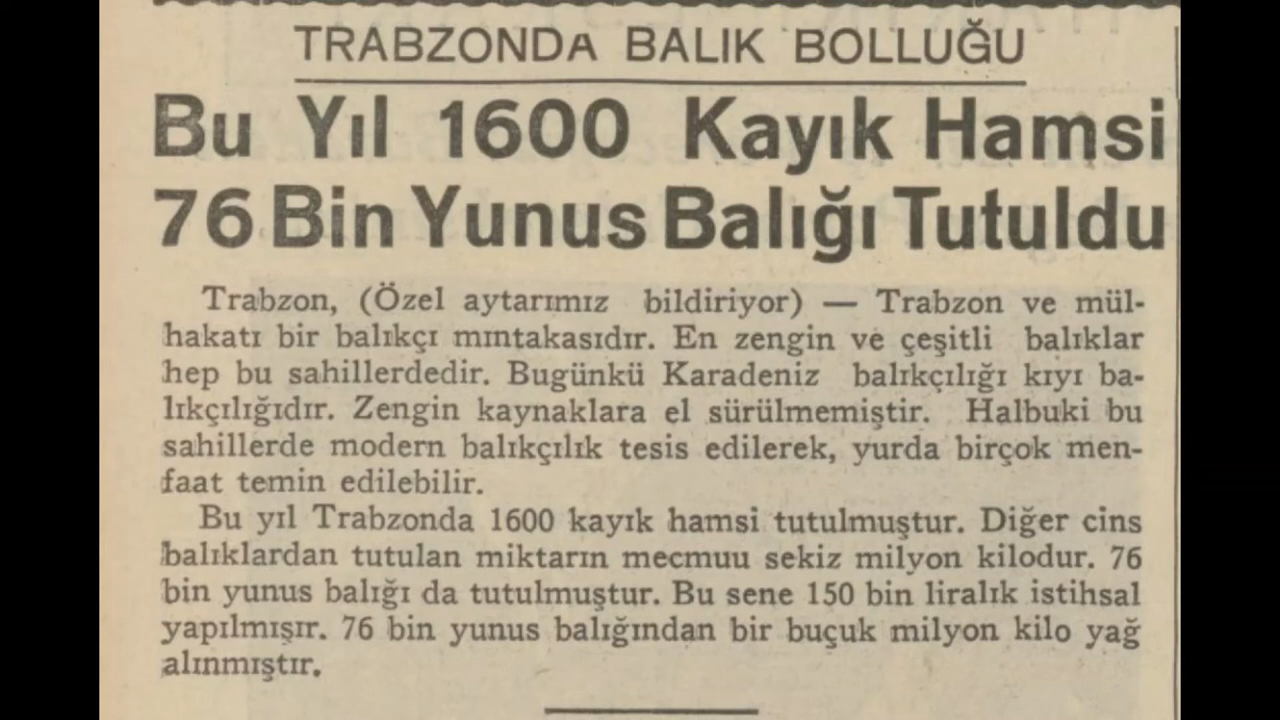 TRABZONDA BALIK BOLLUĞU
Bu Yıl 1600 Kayık Hamsi
76 Bin Yunus Balığı Tutuldu
Trabzon, (Özel aytarımız bildiriyor) — Trabzon ve mül-
hakatı bir balıkçı mıntakasıdır. En zengin ve çeşitli balıklar
hep bu sahillerdedir. Bugünkü Karadeniz balıkçılığı kıyı ba-
lıkçılığıdır. Zengin kaynaklara el sürülmemiştir. Halbuki bu
sahillerde modern balıkçılık tesis edilerek, yurda birçok men-
faat temin edilebilir.
Bu yıl Trabzonda 1600 kayık hamsi tutulmuştur. Diğer cins
balıklardan tutulan miktarın mecmuu sekiz milyon kilodur. 76
bin yunus balığı da tutulmuştur. Bu sene 150 bin liralık istihsal
yapılmışır. 76 bin yunus balığından bir buçuk milyon kilo yağ
alınmıştır.